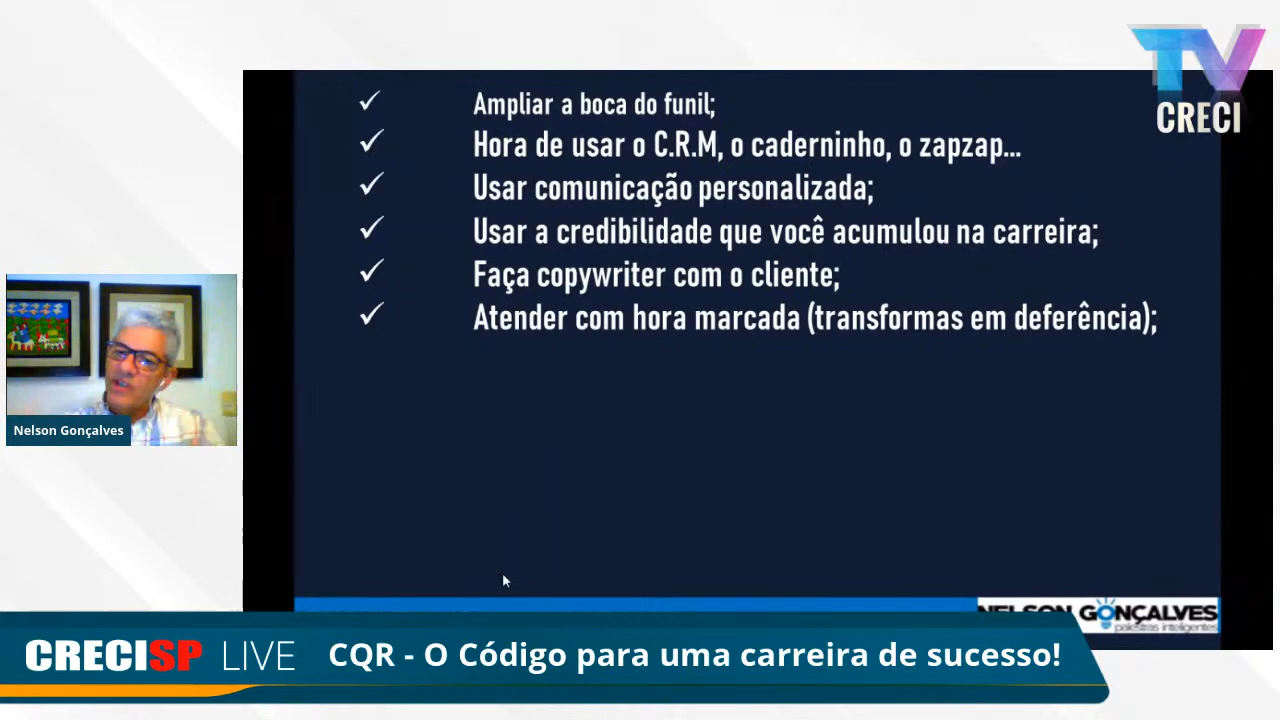 TV
CRECI
Ampliar a boca do funil;
Hora de usar o C.R.M, o caderninho, o zapzap...
Usar comunicação personalizada;
Usar a credibilidade que você acumulou na carreira;
Faça copywriter com o cliente;
Atender com hora marcada (transformas em deferência);
Nelson Gonçalves
NELSON GONÇALVES
palestras inteligentes
CRECISP LIVE
CQR - O Código para uma carreira de sucesso!